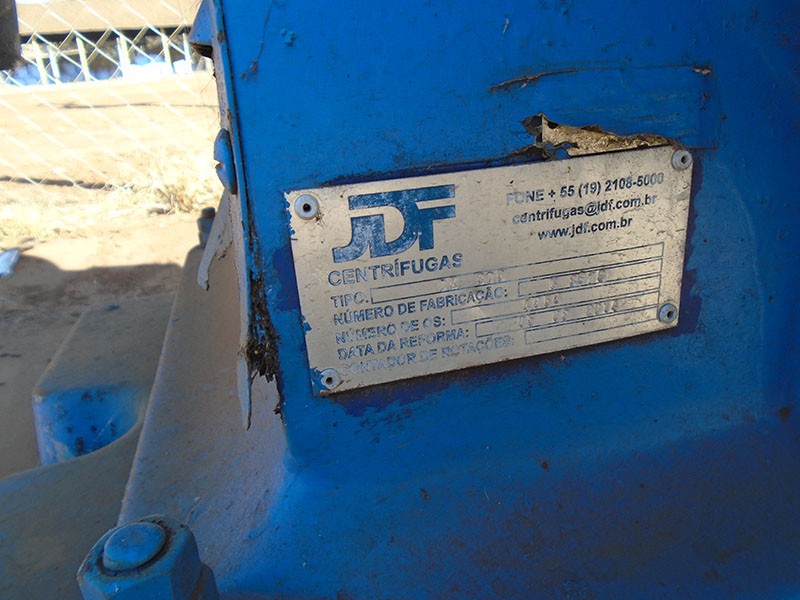 JDF
CENTRÍFUGAS
FONE + 55 (19) 2108-5000
centrifugas@jdf.com.br
www.jdf.com.br
TIPO:
NÚMERO DE FABRICAÇÃO:
NÚMERO DE OS:
DATA DA REFORMA:
CONTADOR DE ROTAÇÕES: